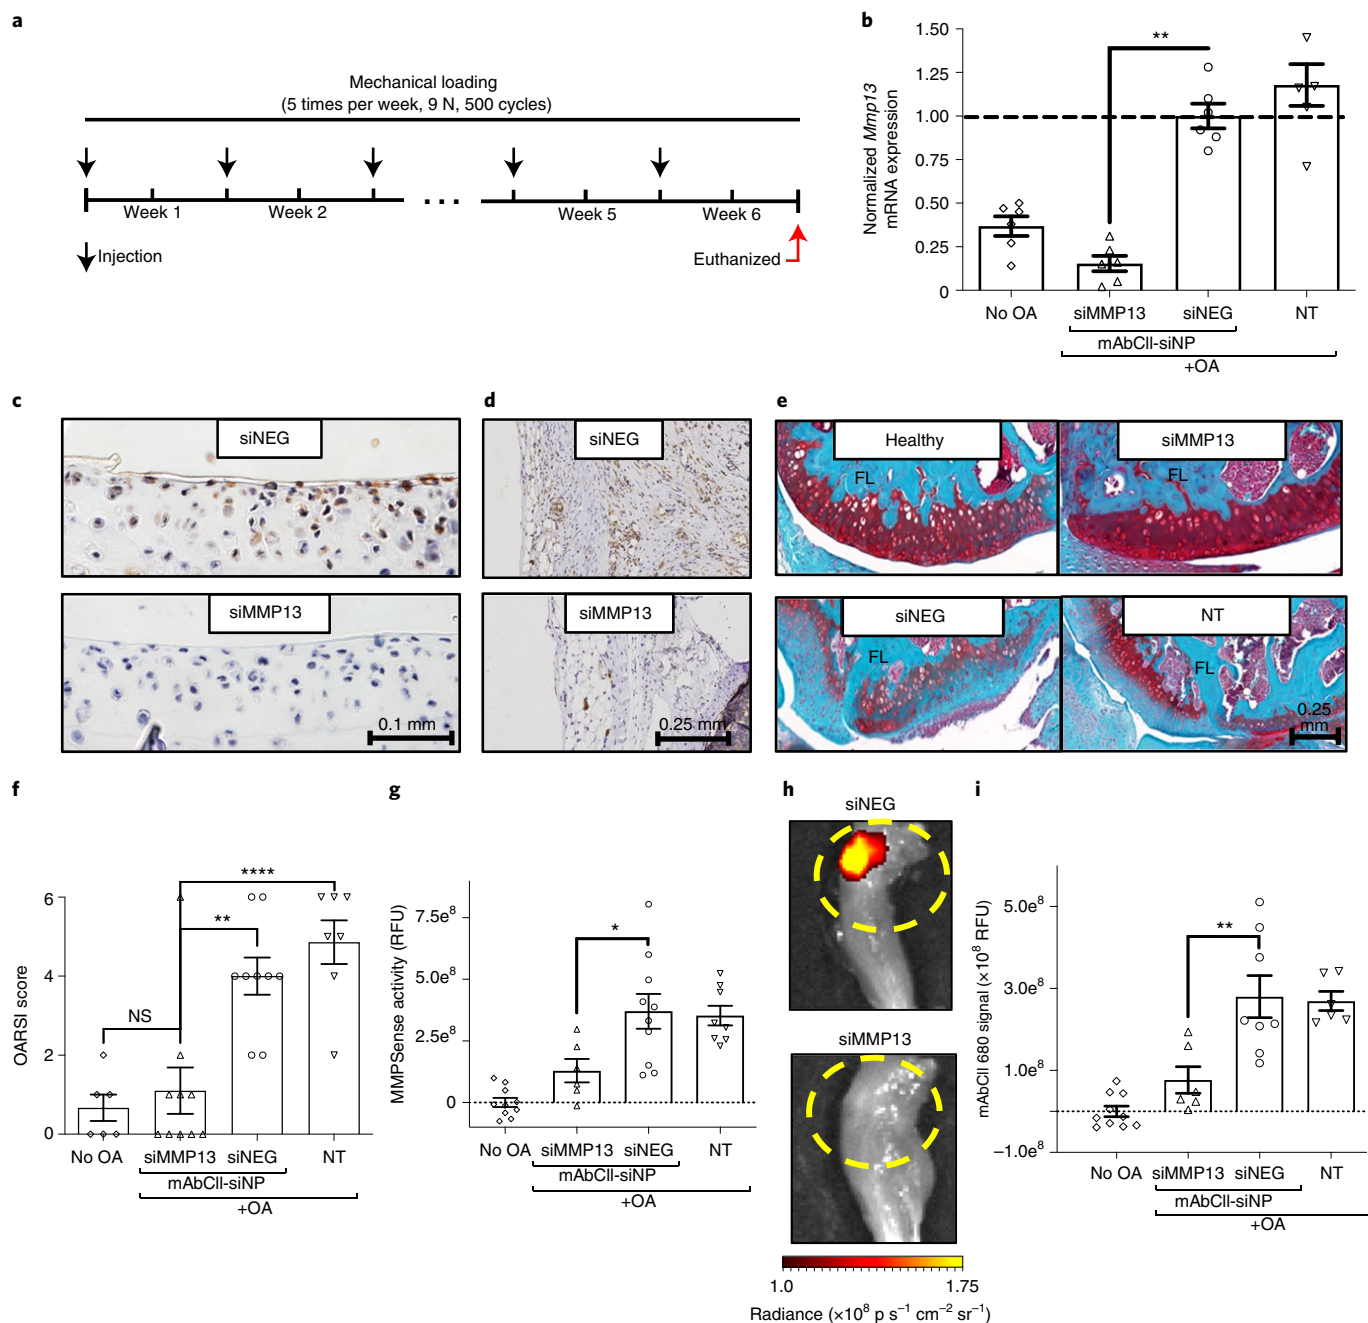 a
Mechanical loading
(5 times per week, 9 N, 500 cycles)
Week 1
Week 2
...
Week 5
Week 6
Injection
Euthanized
b
Normalized Mmp13
mRNA expression
1.50
1.25
1.00
0.75
0.50
0.25
0
**
No OA
siMMP13
siNEG
NT
mAbCII-siNP
+OA
c
siNEG
siMMP13
0.1 mm
d
siNEG
siMMP13
0.25 mm
e
Healthy
FL
siMMP13
FL
siNEG
FL
NT
FL
0.25
mm
f
OARSI score
6
4
2
0
NS
**
****
No OA
siMMP13
siNEG
NT
mAbCII-siNP
+OA
g
MMPSense activity (RFU)
7.5e⁸
5.0e⁸
2.5e⁸
0
*
No OA
siMMP13
siNEG
NT
mAbCII-siNP
+OA
h
siNEG
siMMP13
1.0
1.75
Radiance (×10⁸ p s⁻¹ cm⁻² sr⁻¹)
i
mAbCII 680 signal (×10⁸ RFU)
5.0e⁸
3.0e⁸
1.0e⁸
−1.0e⁸
**
No OA
siMMP13
siNEG
NT
mAbCII-siNP
+OA